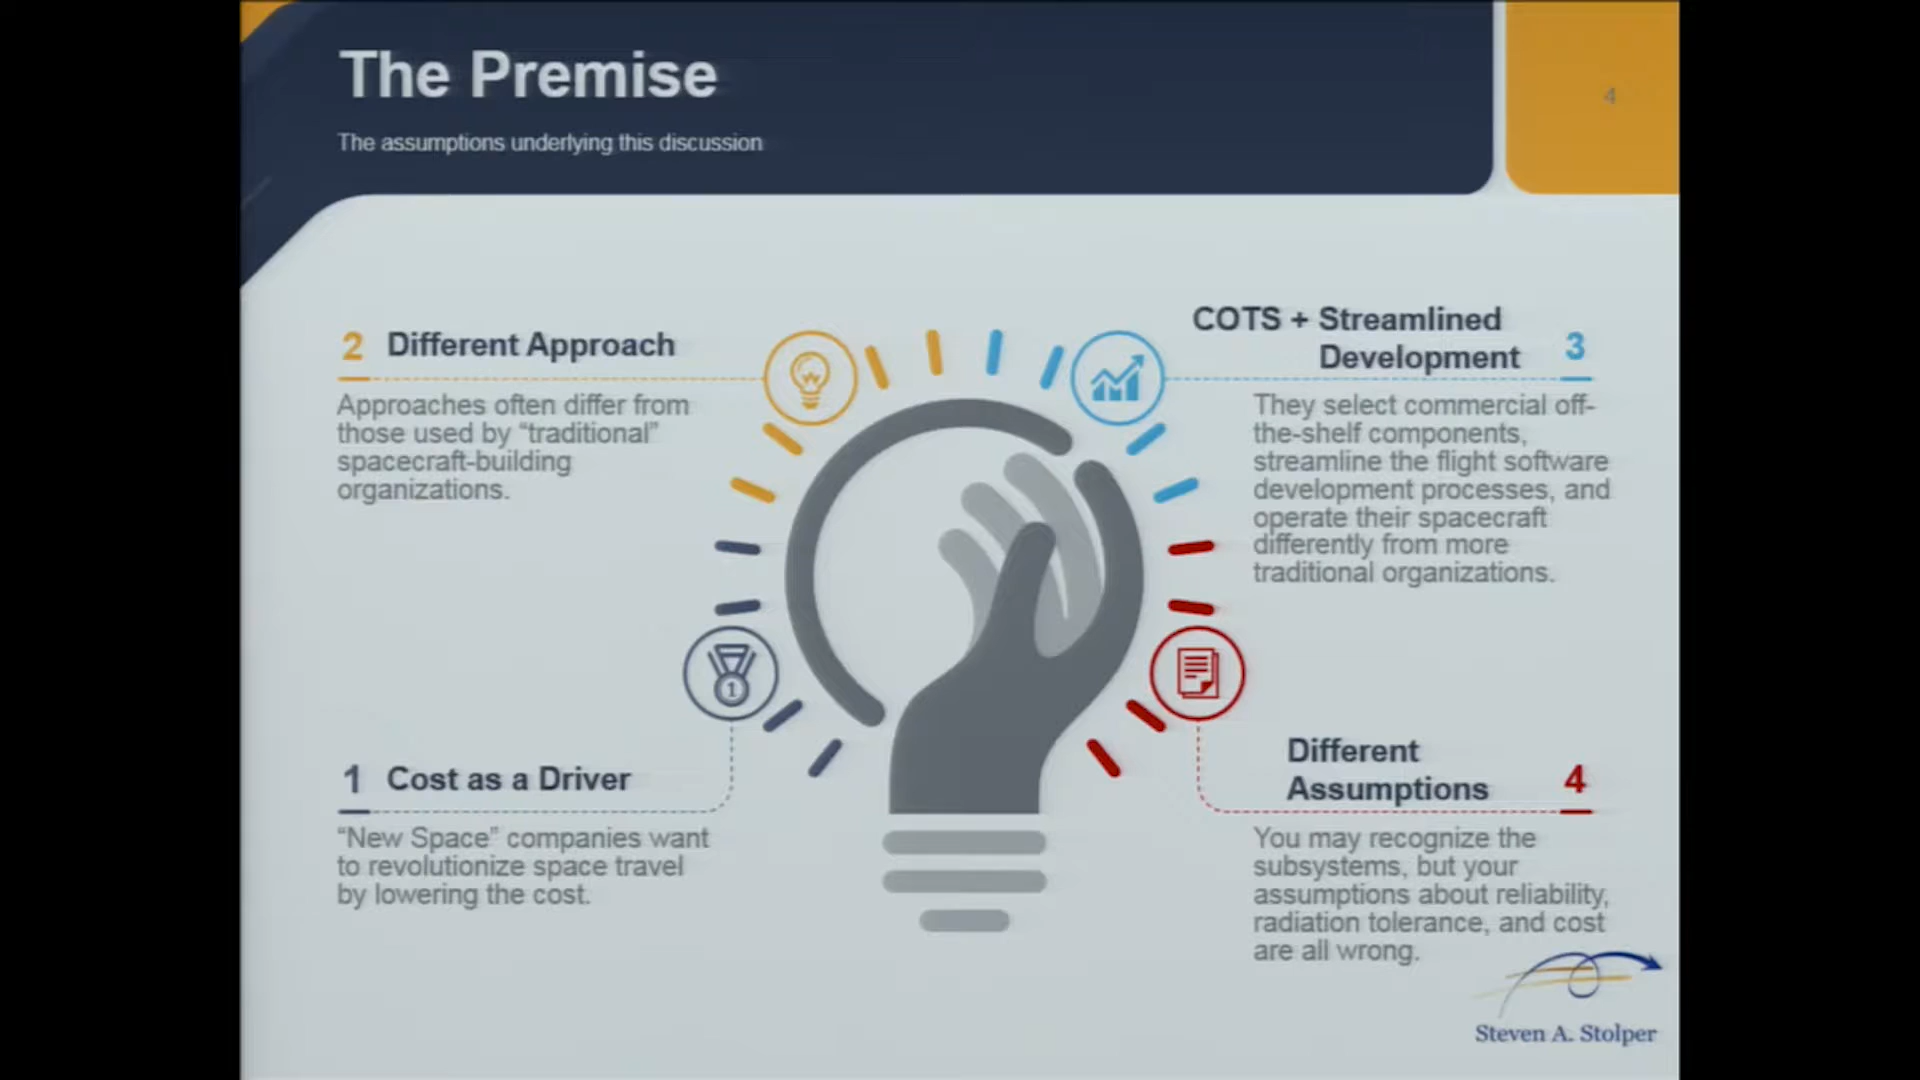 The Premise
The assumptions underlying this discussion
4
2 Different Approach
Approaches often differ from
those used by “traditional”
spacecraft-building
organizations.
COTS + Streamlined
Development
3
They select commercial off-
the-shelf components,
streamline the flight software
development processes, and
operate their spacecraft
differently from more
traditional organizations.
1
1 Cost as a Driver
“New Space” companies want
to revolutionize space travel
by lowering the cost.
Different
Assumptions
4
You may recognize the
subsystems, but your
assumptions about reliability,
radiation tolerance, and cost
are all wrong.
Steven A. Stolper